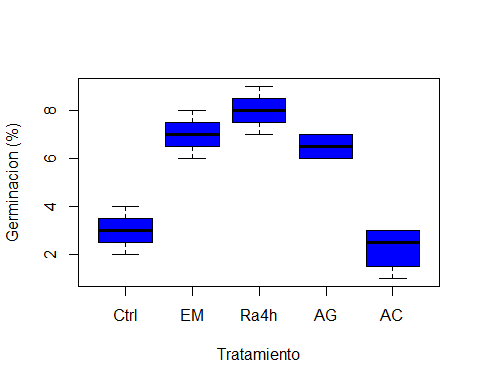 Germinacion (%)
8
6
4
2
Ctrl EM Ra4h AG AC
Tratamiento